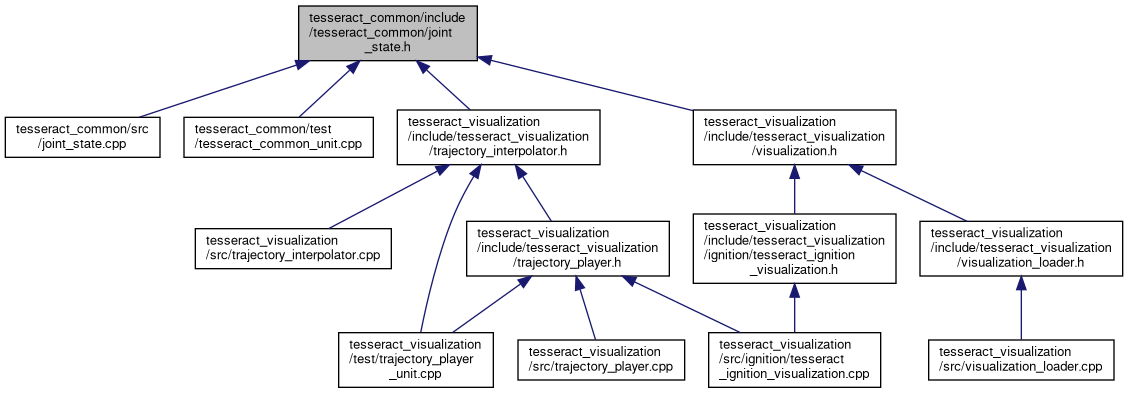 tesseract_common/include
/tesseract_common/joint
_state.h
tesseract_common/src
/joint_state.cpp
tesseract_common/test
/tesseract_common_unit.cpp
tesseract_visualization
/include/tesseract_visualization
/trajectory_interpolator.h
tesseract_visualization
/include/tesseract_visualization
/visualization.h
tesseract_visualization
/src/trajectory_interpolator.cpp
tesseract_visualization
/include/tesseract_visualization
/trajectory_player.h
tesseract_visualization
/include/tesseract_visualization
/ignition/tesseract_ignition
_visualization.h
tesseract_visualization
/include/tesseract_visualization
/visualization_loader.h
tesseract_visualization
/test/trajectory_player
_unit.cpp
tesseract_visualization
/src/trajectory_player.cpp
tesseract_visualization
/src/ignition/tesseract
_ignition_visualization.cpp
tesseract_visualization
/src/visualization_loader.cpp